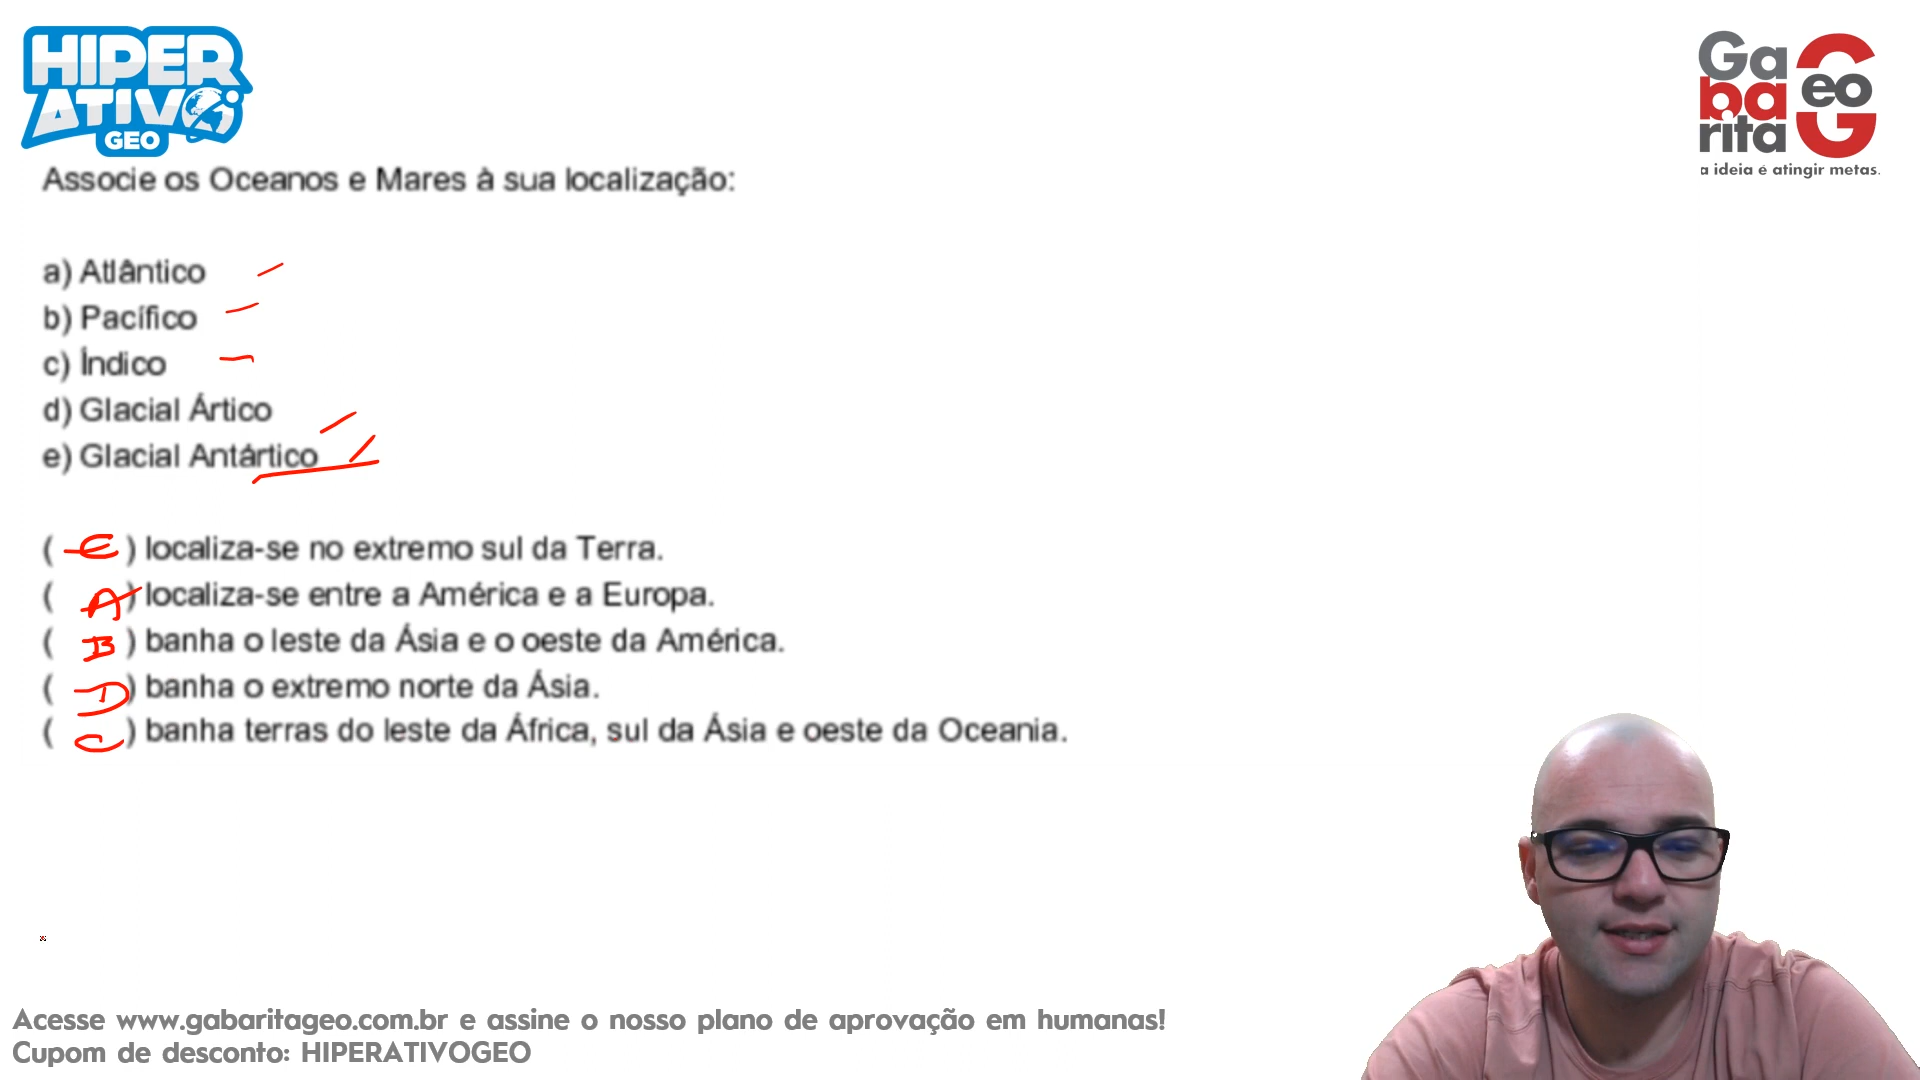 HIPER
ATIVO
GEO
Ga
ba
rita
Geo
a ideia é atingir metas.
Associe os Oceanos e Mares à sua localização:
a) Atlântico
b) Pacífico
c) Índico
d) Glacial Ártico
e) Glacial Antártico
( E ) localiza-se no extremo sul da Terra.
( A ) localiza-se entre a América e a Europa.
( B ) banha o leste da Ásia e o oeste da América.
( D ) banha o extremo norte da Ásia.
( C ) banha terras do leste da África, sul da Ásia e oeste da Oceania.
Acesse www.gabaritageo.com.br e assine o nosso plano de aprovação em humanas!
Cupom de desconto: HIPERATIVOGEO